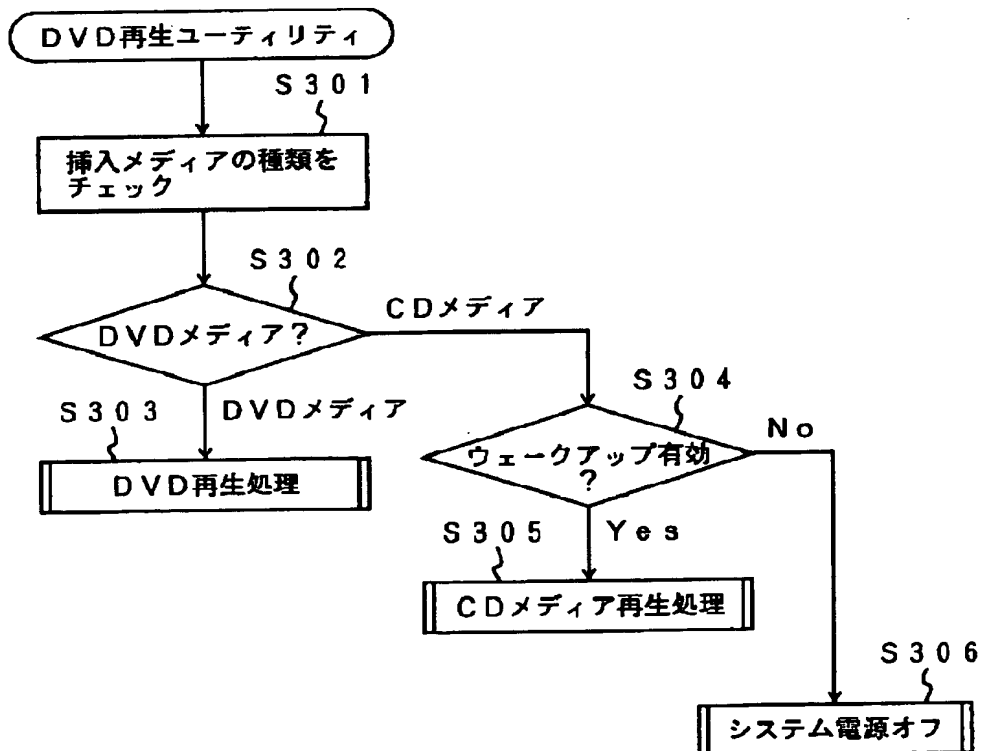 DVD再生ユーティリティ
S301
挿入メディアの種類を
チェック
S302
DVDメディア?
CDメディア
S303
DVDメディア
DVD再生処理
S304
ウェークアップ有効
?
No
S305
Yes
CDメディア再生処理
S306
システム電源オフ